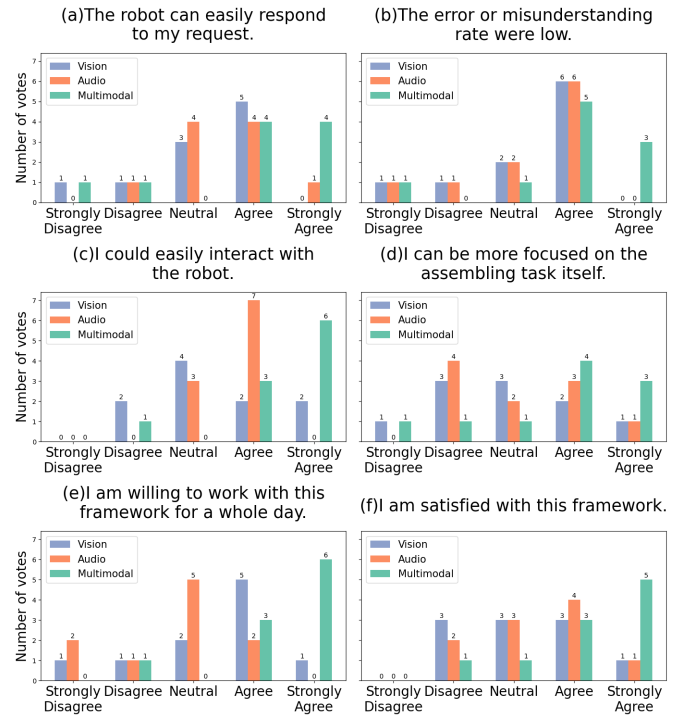 (a)The robot can easily respond
to my request.
Number of votes
7
6
5
4
3
2
1
0
Vision
Audio
Multimodal
1 0 1 1 1 1 3 4 0 5 4 4 0 1 4
Strongly Disagree Disagree Neutral Agree Strongly Agree
(b)The error or misunderstanding
rate were low.
Vision
Audio
Multimodal
1 1 1 1 1 0 2 2 1 6 6 5 0 0 3
Strongly Disagree Disagree Neutral Agree Strongly Agree
(c)I could easily interact with
the robot.
Number of votes
7
6
5
4
3
2
1
0
Vision
Audio
Multimodal
0 0 0 2 0 1 4 3 0 2 7 3 2 0 6
Strongly Disagree Disagree Neutral Agree Strongly Agree
(d)I can be more focused on the
assembling task itself.
Vision
Audio
Multimodal
1 0 1 3 4 1 3 2 1 2 3 4 1 1 3
Strongly Disagree Disagree Neutral Agree Strongly Agree
(e)I am willing to work with this
framework for a whole day.
Number of votes
7
6
5
4
3
2
1
0
Vision
Audio
Multimodal
1 2 0 1 1 1 2 5 0 5 2 3 1 0 6
Strongly Disagree Disagree Neutral Agree Strongly Agree
(f)I am satisfied with this framework.
Vision
Audio
Multimodal
0 0 0 3 2 1 3 3 1 3 4 3 1 1 5
Strongly Disagree Disagree Neutral Agree Strongly Agree